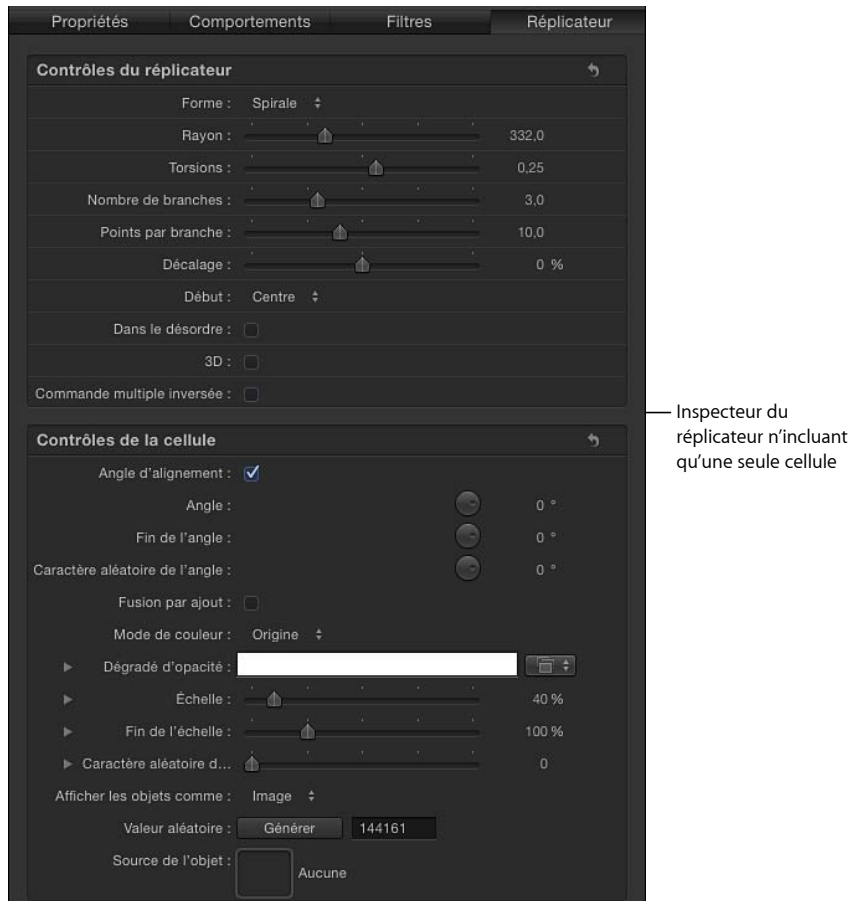 Propriétés Comportements Filtres Réplicateur
Contrôles du réplicateur
Forme : Spirale
Rayon : 332,0
Torsions : 0,25
Nombre de branches : 3,0
Points par branche : 10,0
Décalage : 0 %
Début : Centre
Dans le désordre :
3D :
Commande multiple inversée :
Inspecteur du
réplicateur n’incluant
qu’une seule cellule
Contrôles de la cellule
Angle d’alignement :
Angle : 0 °
Fin de l’angle : 0 °
Caractère aléatoire de l’angle : 0 °
Fusion par ajout :
Mode de couleur : Origine
Dégradé d’opacité :
Échelle : 40 %
Fin de l’échelle : 100 %
Caractère aléatoire d... 0
Afficher les objets comme : Image
Valeur aléatoire : Générer 144161
Source de l’objet : Aucune